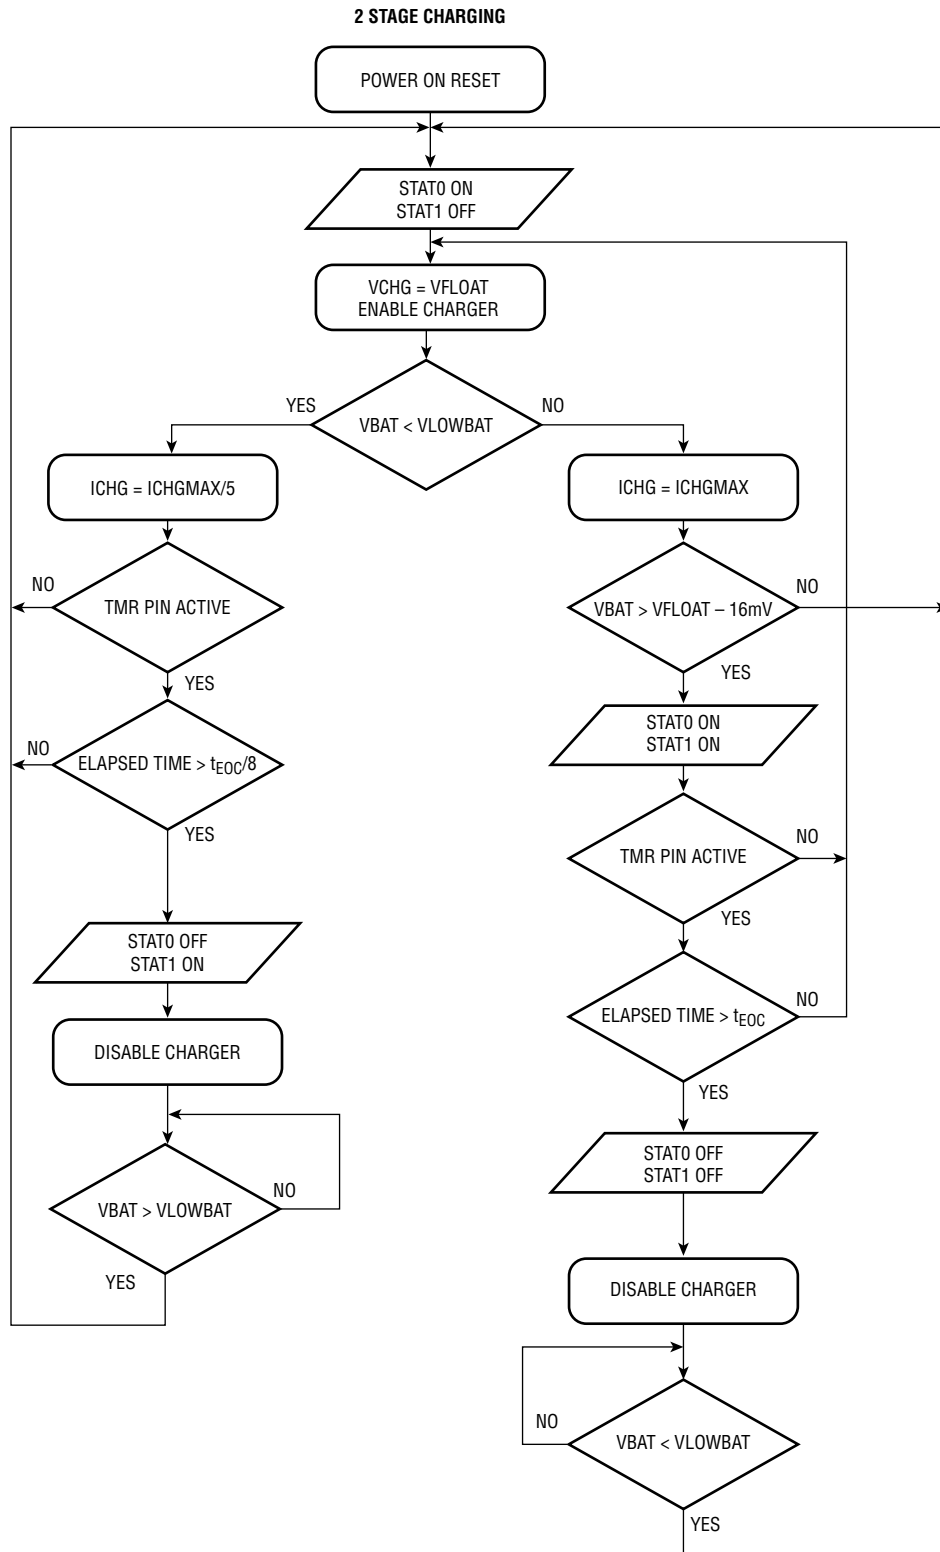 2 STAGE CHARGING
POWER ON RESET
STAT0 ON
STAT1 OFF
VCHG = VFLOAT
ENABLE CHARGER
YES
VBAT < VLOWBAT
NO
ICHG = ICHGMAX/5
NO
TMR PIN ACTIVE
YES
NO
ELAPSED TIME > tEOC/8
YES
STAT0 OFF
STAT1 ON
DISABLE CHARGER
VBAT > VLOWBAT
NO
YES
ICHG = ICHGMAX
VBAT > VFLOAT – 16mV
NO
YES
STAT0 ON
STAT1 ON
TMR PIN ACTIVE
NO
YES
ELAPSED TIME > tEOC
NO
YES
STAT0 OFF
STAT1 OFF
DISABLE CHARGER
NO
VBAT < VLOWBAT
YES